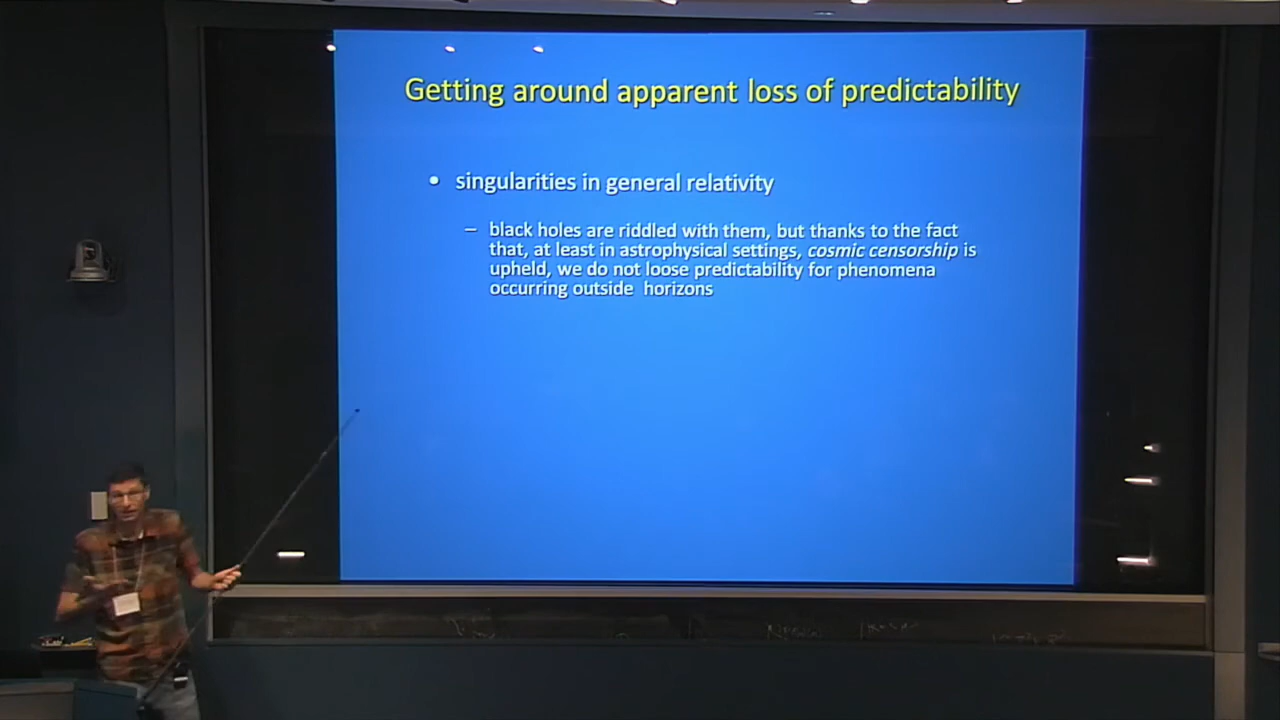 Getting around apparent loss of predictability
• singularities in general relativity
– black holes are riddled with them, but thanks to the fact
that, at least in astrophysical settings, cosmic censorship is
upheld, we do not loose predictability for phenomena
occurring outside horizons